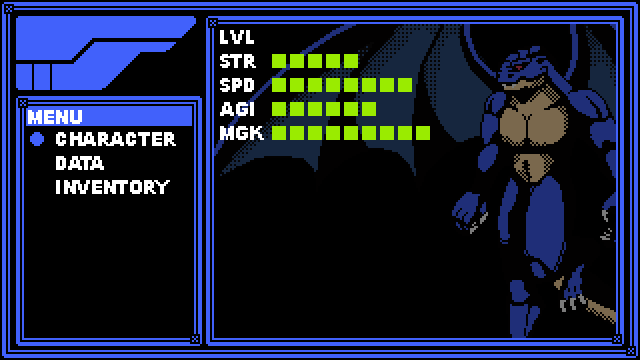 MENU
CHARACTER
DATA
INVENTORY
LVL
STR
SPD
AGI
MGK